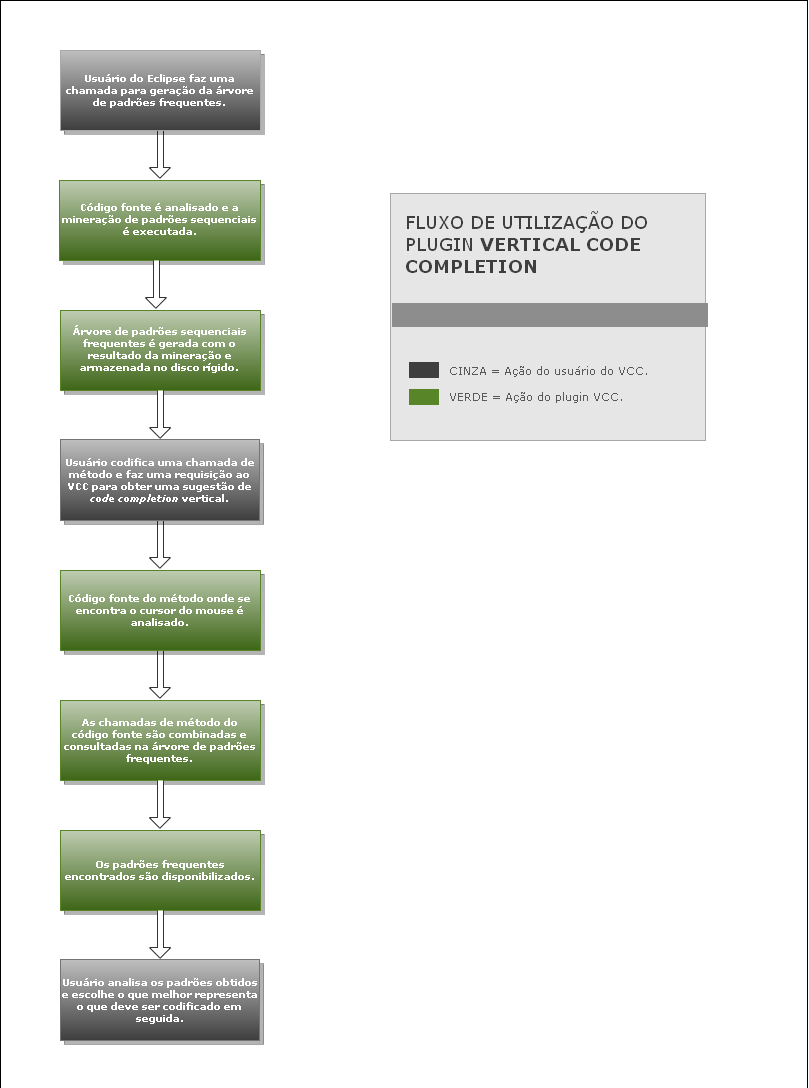 Usuário do Eclipse faz uma
chamada para geração da árvore
de padrões frequentes.
Código fonte é analisado e a
mineração de padrões sequenciais
é executada.
Árvore de padrões sequenciais
frequentes é gerada com o
resultado da mineração e
armazenada no disco rígido.
Usuário codifica uma chamada de
método e faz uma requisição ao
VCC para obter uma sugestão de
code completion vertical.
Código fonte do método onde se
encontra o cursor do mouse é
analisado.
As chamadas de método do
código fonte são combinadas e
consultadas na árvore de padrões
frequentes.
Os padrões frequentes
encontrados são disponibilizados.
Usuário analisa os padrões obtidos
e escolhe o que melhor representa
o que deve ser codificado em
seguida.
FLUXO DE UTILIZAÇÃO DO
PLUGIN VERTICAL CODE
COMPLETION
CINZA = Ação do usuário do VCC.
VERDE = Ação do plugin VCC.